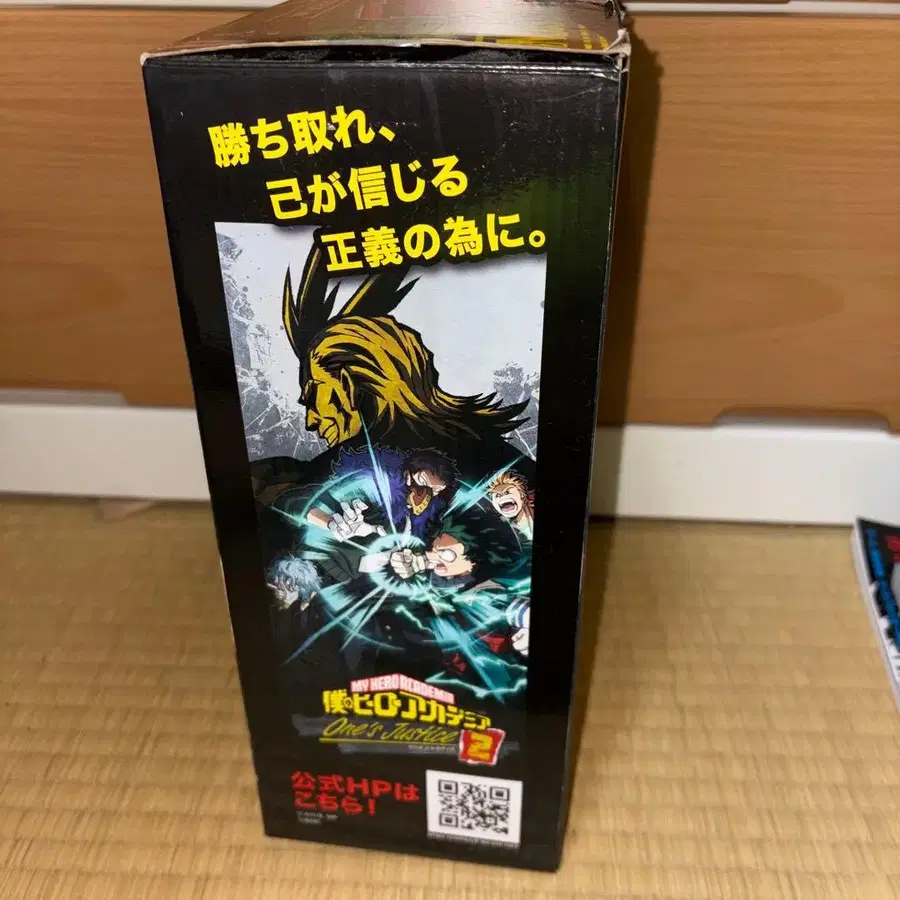 勝ち取れ、
己が信じる
正義の為に。
MY HERO ACADEMIA
僕のヒーローアカデミア
One's Justice 2
公式HPは
こちら!